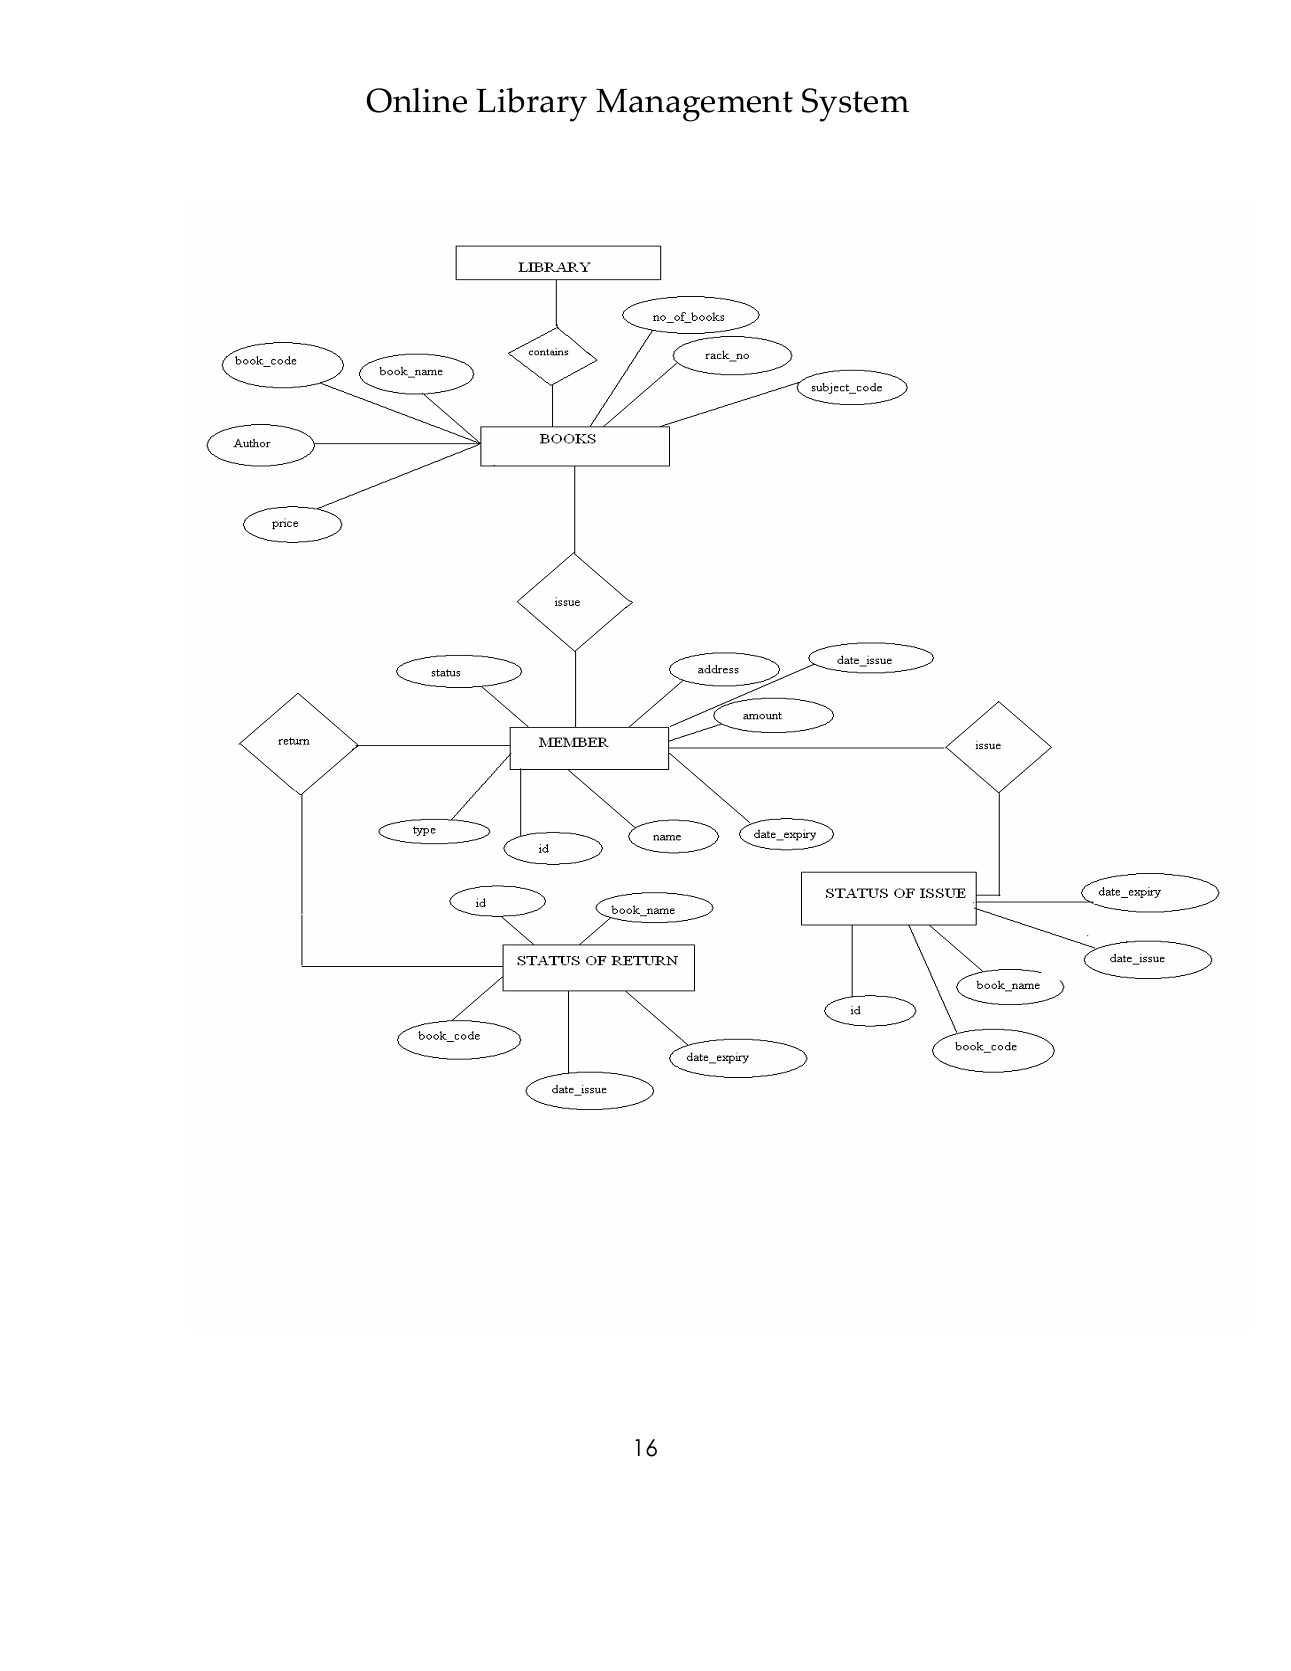 Online Library Management System
LIBRARY
no_of_books
contains
rack_no
book_code
book_name
subject_code
BOOKS
Author
price
issue
status
address
date_issue
amount
return
MEMBER
issue
type
id
name
date_expiry
id
book_name
STATUS OF ISSUE
date_expiry
STATUS OF RETURN
date_issue
book_name
id
book_code
book_code
date_expiry
date_issue
16